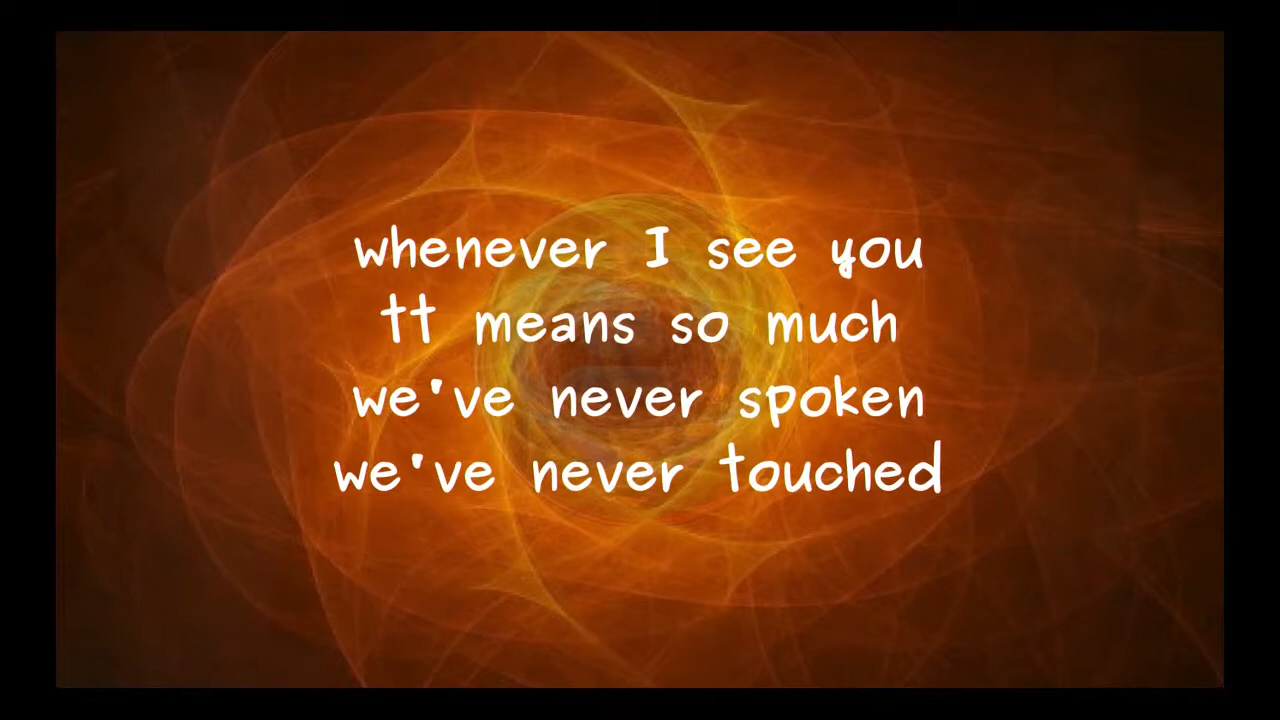 whenever I see you
tt means so much
we've never spoken
we've never touched